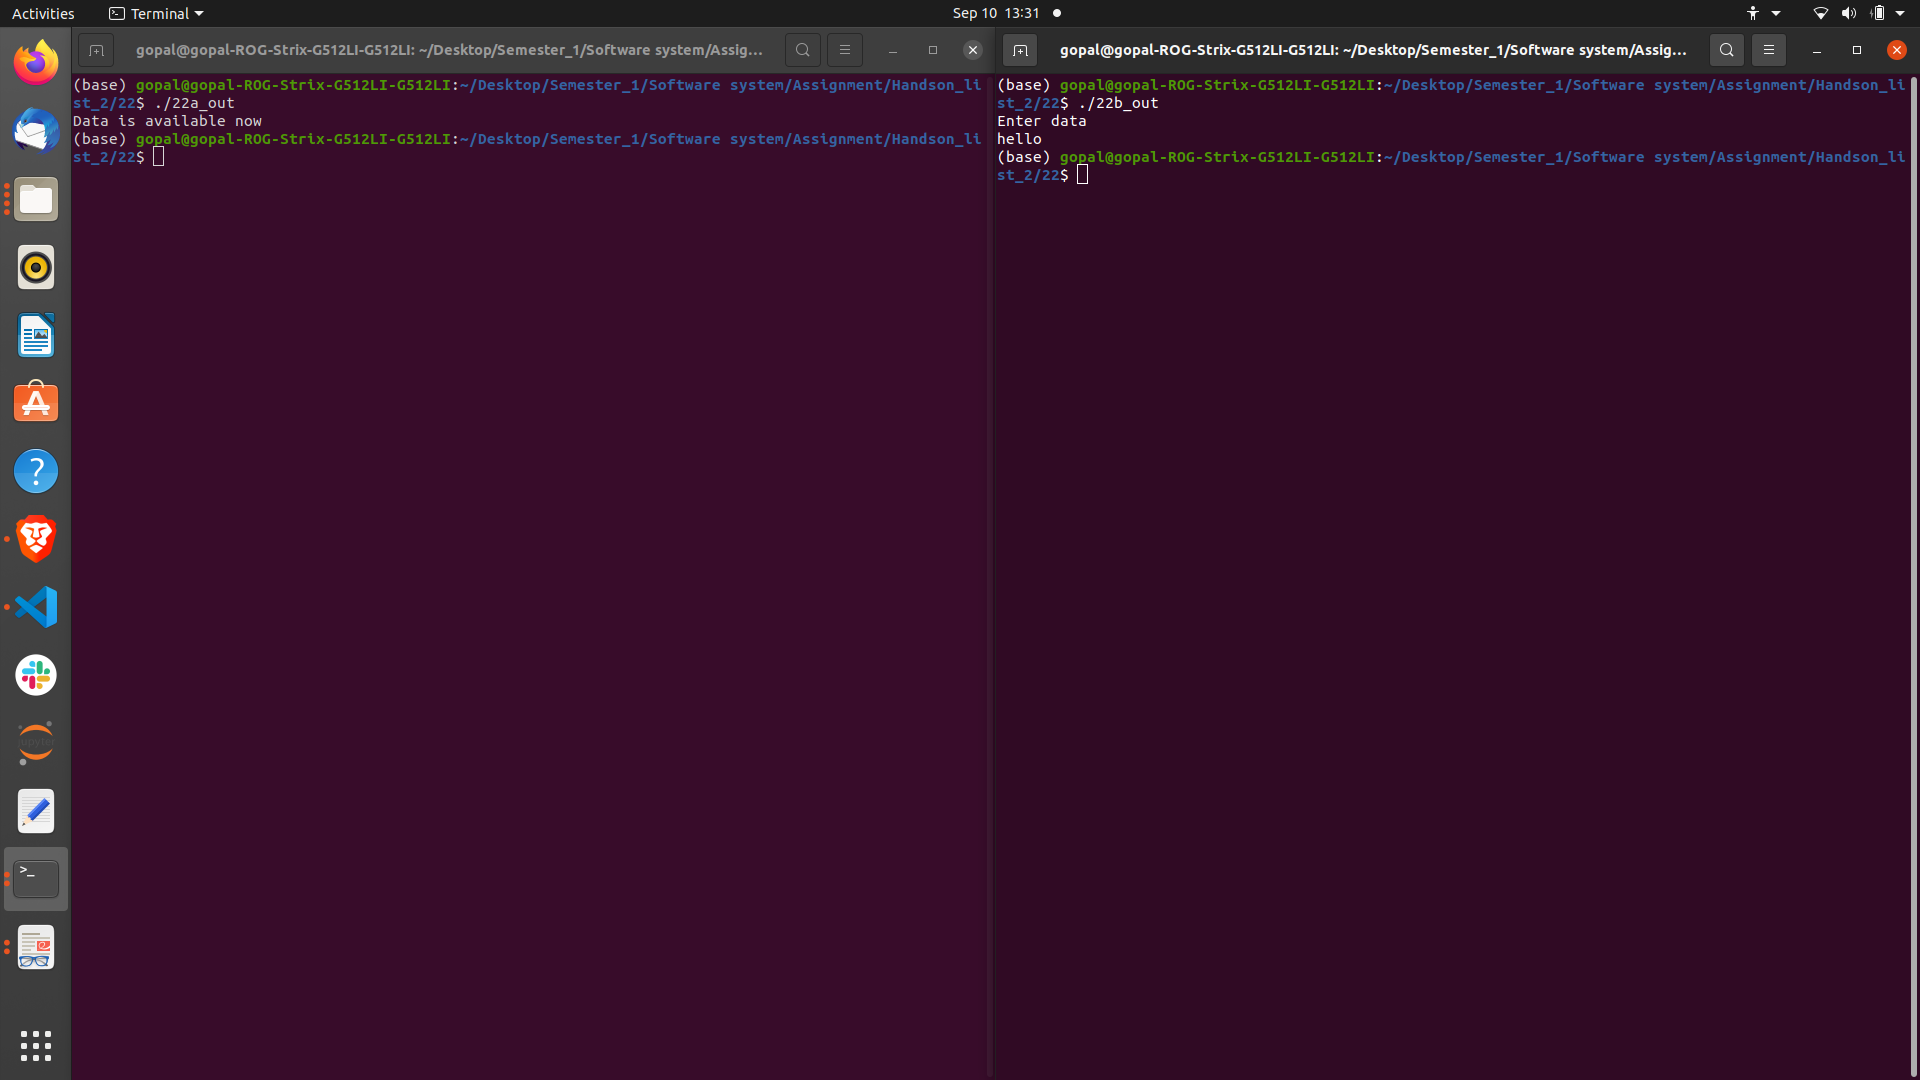 Activities
Terminal
Sep 10 13:31
gopal@gopal-ROG-Strix-G512LI-G512LI: ~/Desktop/Semester_1/Software system/Assig...
(base) gopal@gopal-ROG-Strix-G512LI-G512LI:~/Desktop/Semester_1/Software system/Assignment/Handson_li
st_2/22$ ./22a_out
Data is available now
(base) gopal@gopal-ROG-Strix-G512LI-G512LI:~/Desktop/Semester_1/Software system/Assignment/Handson_li
st_2/22$
gopal@gopal-ROG-Strix-G512LI-G512LI: ~/Desktop/Semester_1/Software system/Assig...
(base) gopal@gopal-ROG-Strix-G512LI-G512LI:~/Desktop/Semester_1/Software system/Assignment/Handson_li
st_2/22$ ./22b_out
Enter data
hello
(base) gopal@gopal-ROG-Strix-G512LI-G512LI:~/Desktop/Semester_1/Software system/Assignment/Handson_li
st_2/22$